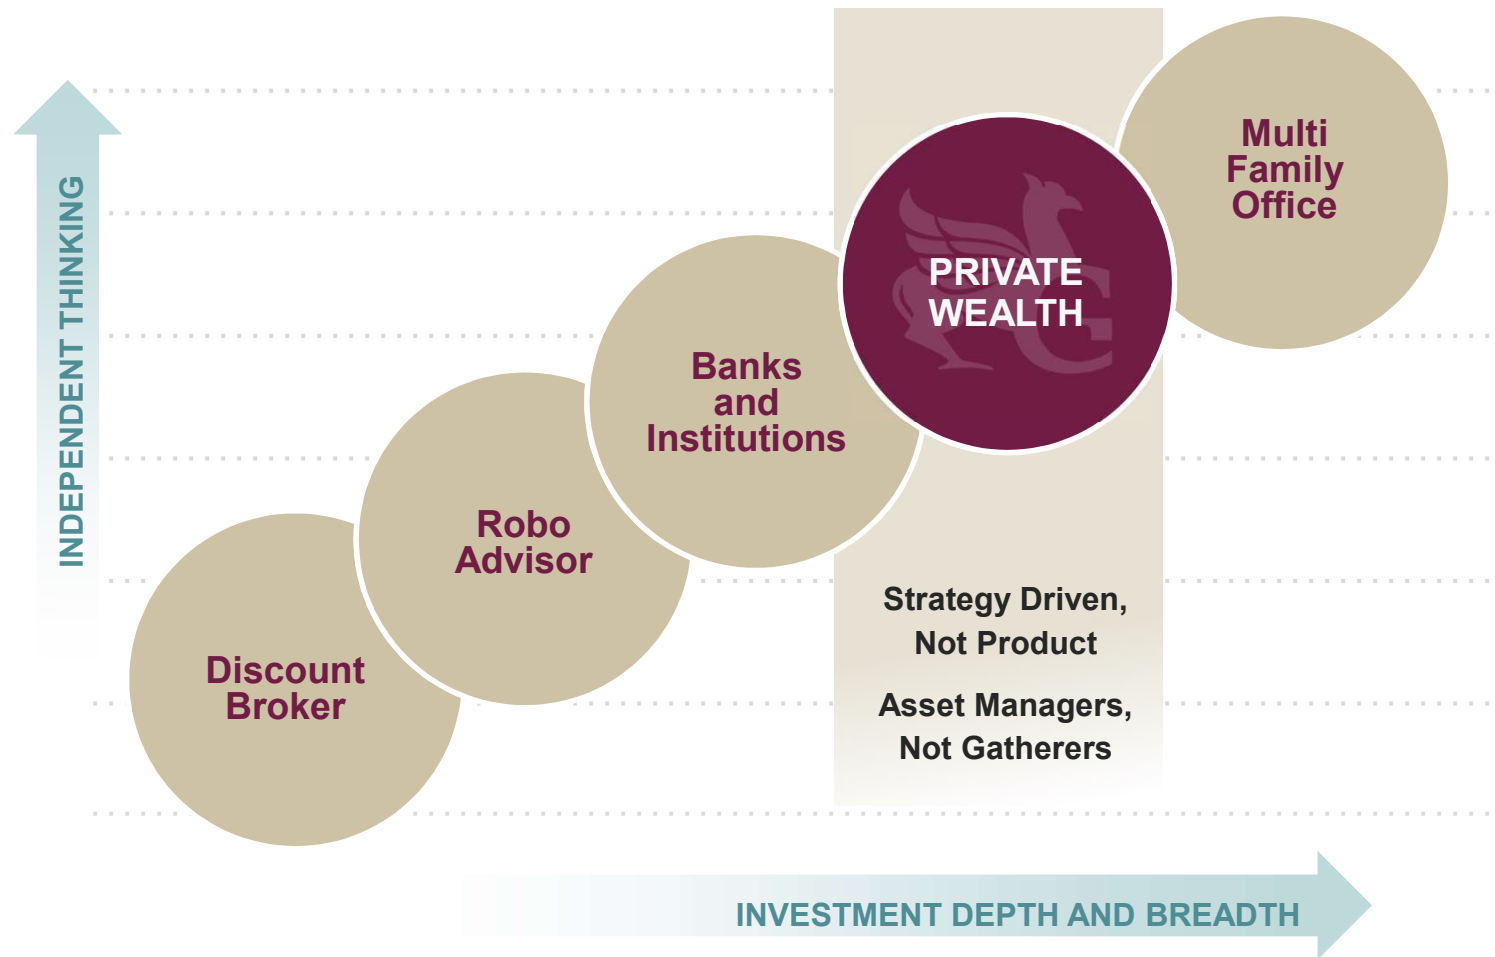 INDEPENDENT THINKING
Multi
Family
Office
PRIVATE
WEALTH
G
Banks
and
Institutions
Robo
Advisor
Discount
Broker
Strategy Driven,
Not Product
Asset Managers,
Not Gatherers
INVESTMENT DEPTH AND BREADTH